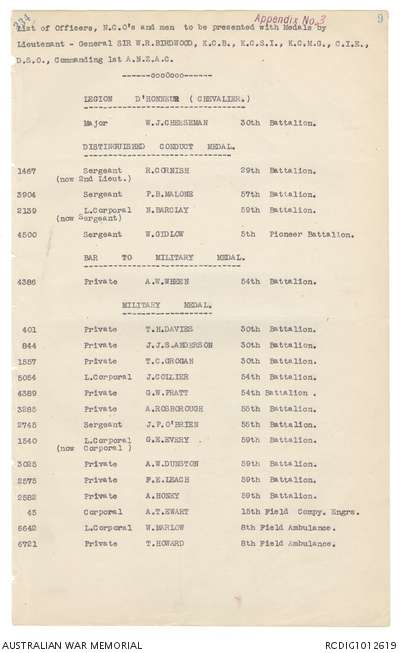 Appendix No. 3
9
List of Officers, N.C.O's and men to be presented with Medals by
Lieutenant - General SIR W.R.BIRDWOOD, K.C.B., K.C.S.I., K.C.M.G., C.I.E.,
D.S.O., Commanding 1st A.N.Z.A.C.
------oooOooo------
LEGION D'HONNEUR ( CHEVALIER.)
Major W.J.CHEESEMAN 30th Battalion.
DISTINGUISHED CONDUCT MEDAL.
1467 Sergeant R.CORNISH 29th Battalion.
(now 2nd Lieut.)
3904 Sergeant F.B.MALONE 57th Battalion.
2139 L.Corporal N.BARCLAY 59th Battalion.
(now Sergeant)
4500 Sergeant W.GIDLOW 5th Pioneer Battalion.
BAR TO MILITARY MEDAL.
4386 Private A.W.WHEEN 54th Battalion.
MILITARY MEDAL.
401 Private T.H.DAVIES 30th Battalion.
844 Private J.J.S.ANDERSON 30th Battalion.
1557 Private T.C.GROGAN 30th Battalion.
5054 L.Corporal J.COLLIER 54th Battalion.
4389 Private G.W.PRATT 54th Battalion .
3285 Private A.ROSBOROUGH 55th Battalion.
2745 Sergeant J.P.O'BRIEN 55th Battalion.
1540 L.Corporal G.E.EVERY . 59th Battalion.
(now Corporal )
3025 Private A.W.DUNSTON 59th Battalion.
2575 Private F.E.LEACH 59th Battalion.
2582 Private A.HONEY 59th Battalion.
45 Corporal A.T.EWART 15th Field Compy. Engrs.
5642 L.Corporal W.MARLOW 8th Field Ambulance.
6721 Private T.HOWARD 8th Field Ambulance.
AUSTRALIAN WAR MEMORIAL
RCDIG1012619